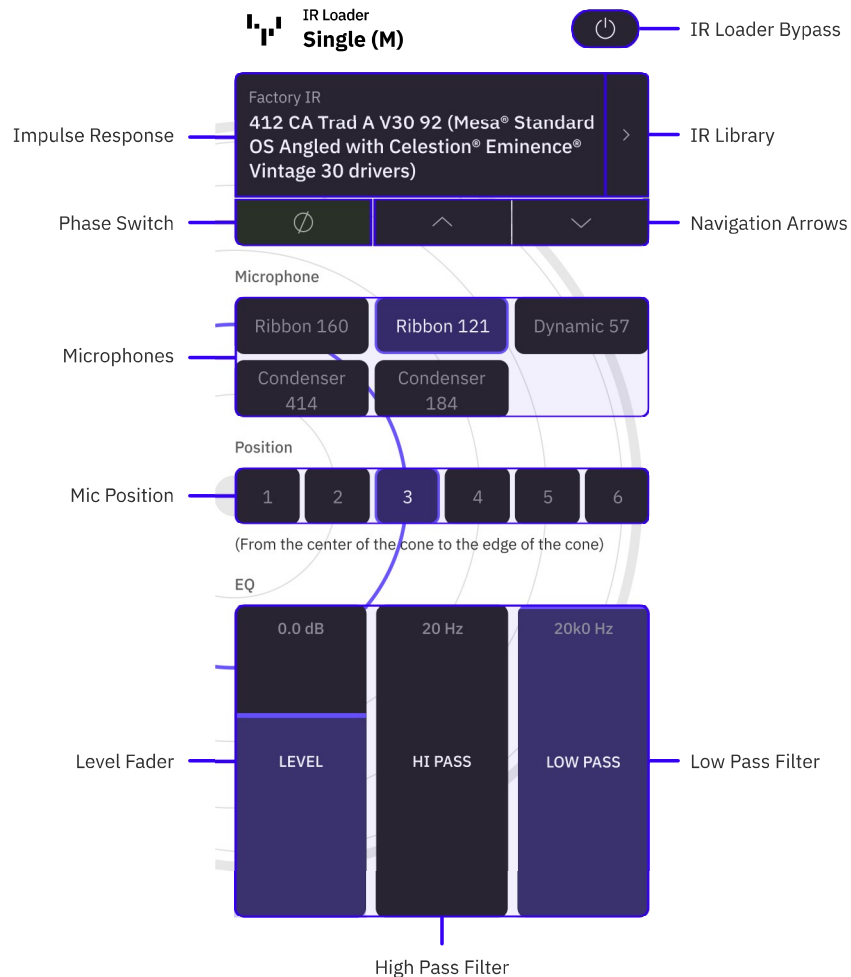 IR Loader
Single (M)
IR Loader Bypass
Factory IR
412 CA Trad A V30 92 (Mesa® Standard
OS Angled with Celestion® Eminence®
Vintage 30 drivers)
Impulse Response
IR Library
Phase Switch
Navigation Arrows
Microphone
Ribbon 160
Ribbon 121
Dynamic 57
Microphones
Condenser
414
Condenser
184
Position
Mic Position
1 2 3 4 5 6
(From the center of the cone to the edge of the cone)
EQ
0.0 dB
20 Hz
20k0 Hz
Level Fader
LEVEL
HI PASS
LOW PASS
Low Pass Filter
High Pass Filter